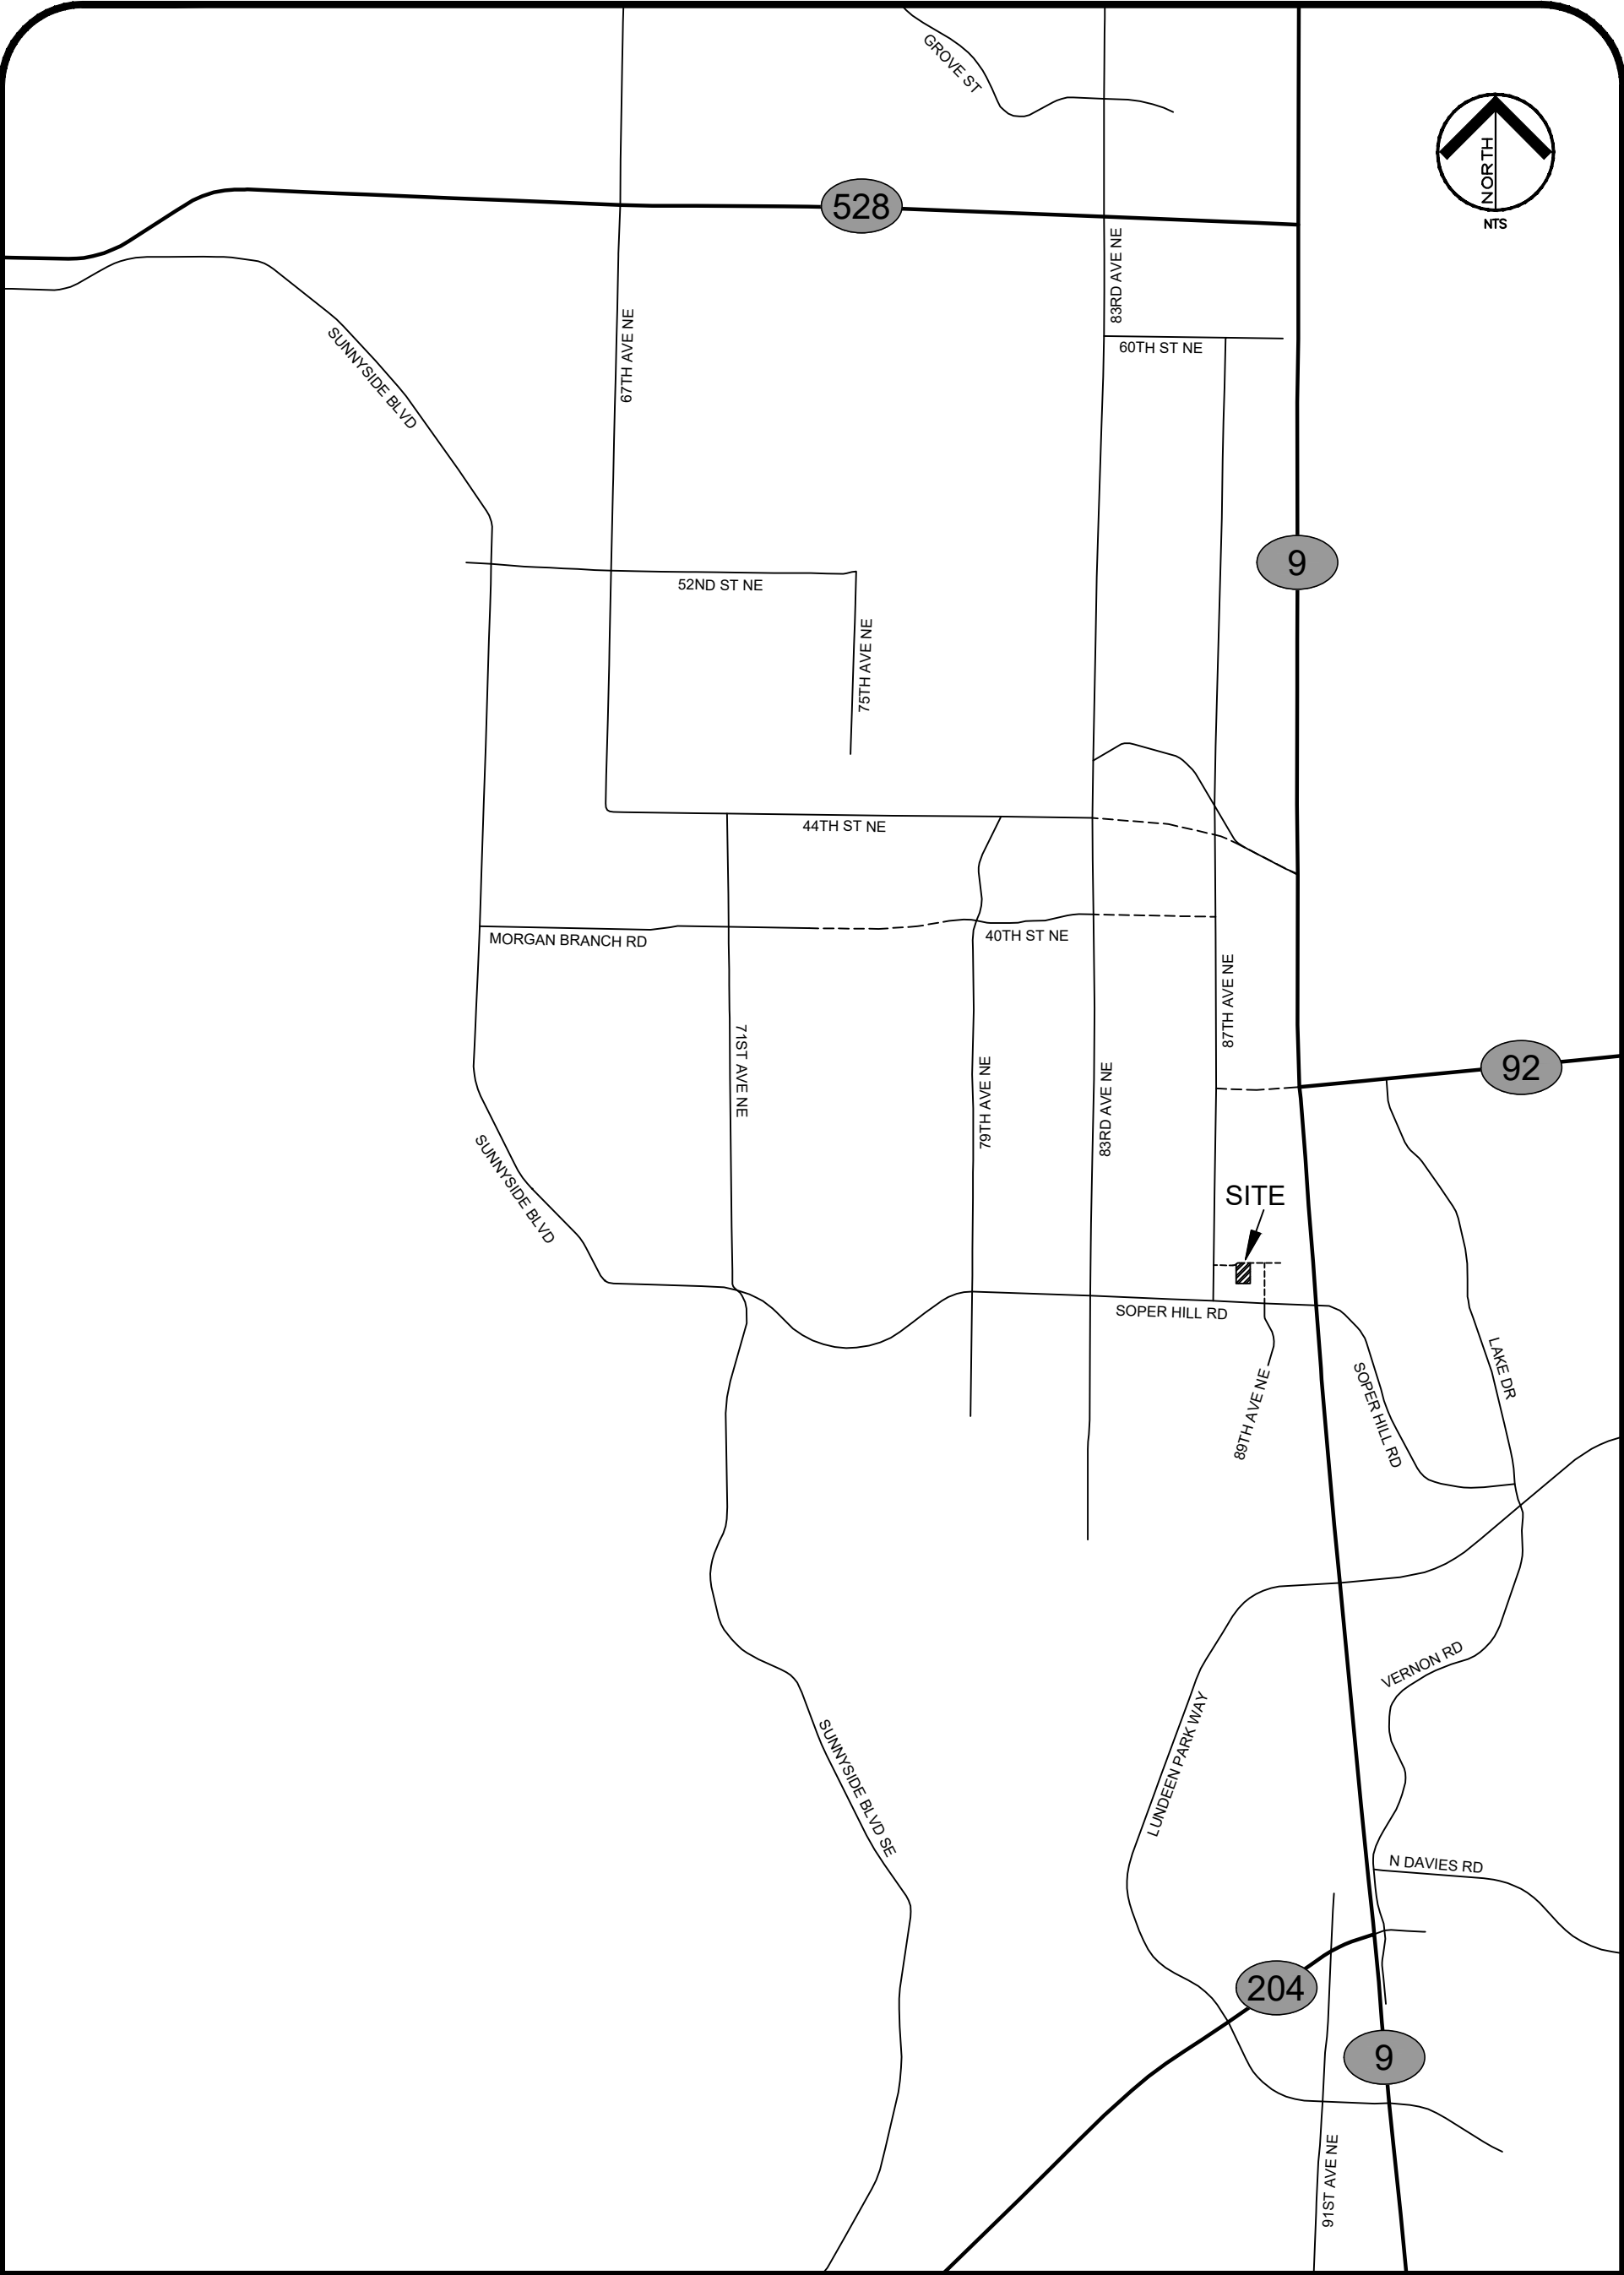 GROVE ST
NORTH
NTS
528
83RD AVE NE
67TH AVE NE
60TH ST NE
SUNNYSIDE BLVD
9
52ND ST NE
75TH AVE NE
44TH ST NE
MORGAN BRANCH RD
40TH ST NE
87TH AVE NE
71ST AVE NE
79TH AVE NE
83RD AVE NE
92
SUNNYSIDE BLVD
SITE
SOPER HILL RD
89TH AVE NE
SOPER HILL RD
LAKE DR
VERNON RD
LUNDEEN PARK WAY
SUNNYSIDE BLVD SE
N DAVIES RD
204
9
91ST AVE NE